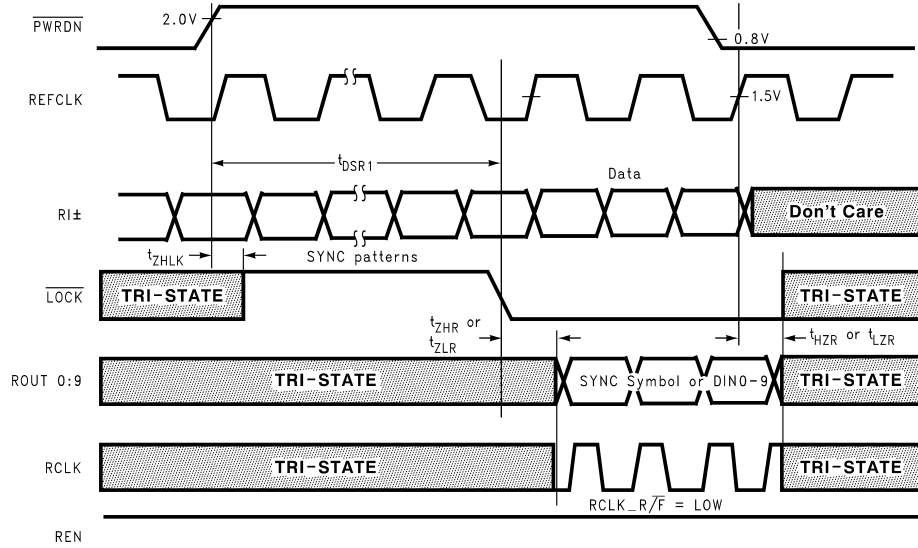 PWRDN
2.0V
0.8V
REFCLK
1.5V
tDSR1
Data
RI±
Don't Care
tZHLK
SYNC patterns
LOCK
TRI-STATE
TRI-STATE
tZHR or
tZLR
tHZR or tLZR
ROUT 0:9
TRI-STATE
SYNC Symbol or DIN0-9
TRI-STATE
RCLK
TRI-STATE
TRI-STATE
RCLK_R/F = LOW
REN